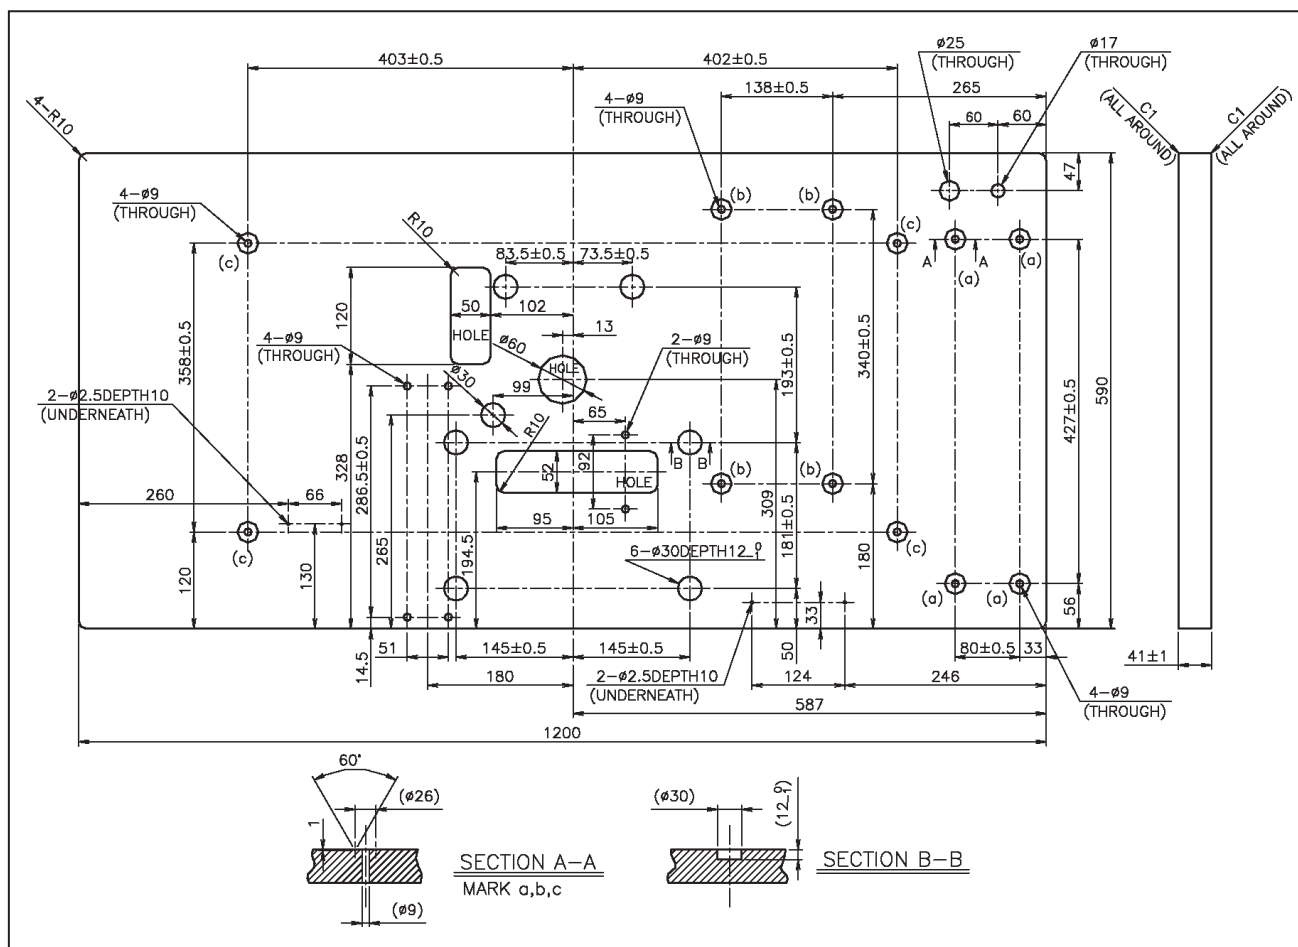 403±0.5
402±0.5
ø25
(THROUGH)
ø17
(THROUGH)
138±0.5
265
4-ø9
(THROUGH)
60
60
4-R10
C1
(ALL AROUND)
C1
(ALL AROUND)
47
4-ø9
(THROUGH)
(b)
(b)
(c)
(c)
R10
83.5±0.5
73.5±0.5
A
A
(a)
(a)
120
50
102
HOLE
13
358±0.5
4-ø9
(THROUGH)
ø60
HOLE
2-ø9
(THROUGH)
193±0.5
340±0.5
590
427±0.5
ø30
99
2-ø2.5DEPTH10
(UNDERNEATH)
65
R10
328
286.5±0.5
92
B
B
52
HOLE
(b)
(b)
260
66
309
181±0.5
95
105
265
194.5
(c)
(c)
120
130
6-ø30DEPTH12₋₁⁰
180
(a)
(a)
56
33
50
51
14.5
145±0.5
145±0.5
80±0.5
33
41±1
180
2-ø2.5DEPTH10
(UNDERNEATH)
124
246
4-ø9
(THROUGH)
587
1200
60°
(ø26)
1
(ø9)
SECTION A-A
MARK a,b,c
(ø30)
(12₋₁⁰)
SECTION B-B